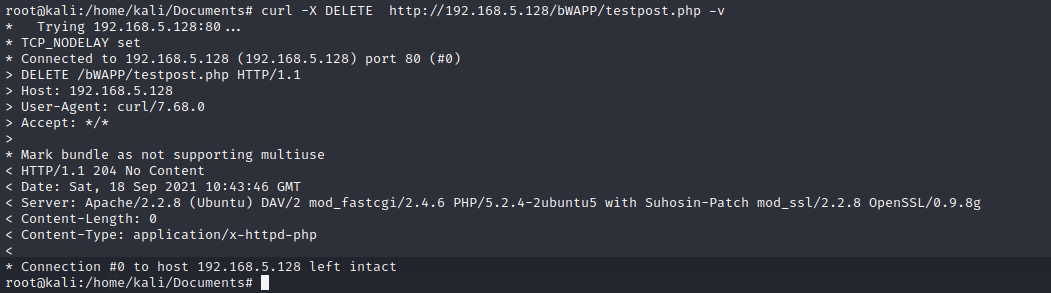 root@kali:/home/kali/Documents# curl -X DELETE  http://192.168.5.128/bWAPP/testpost.php -v
*   Trying 192.168.5.128:80...
* TCP_NODELAY set
* Connected to 192.168.5.128 (192.168.5.128) port 80 (#0)
> DELETE /bWAPP/testpost.php HTTP/1.1
> Host: 192.168.5.128
> User-Agent: curl/7.68.0
> Accept: */*
>
* Mark bundle as not supporting multiuse
< HTTP/1.1 204 No Content
< Date: Sat, 18 Sep 2021 10:43:46 GMT
< Server: Apache/2.2.8 (Ubuntu) DAV/2 mod_fastcgi/2.4.6 PHP/5.2.4-2ubuntu5 with Suhosin-Patch mod_ssl/2.2.8 OpenSSL/0.9.8g
< Content-Length: 0
< Content-Type: application/x-httpd-php
<
* Connection #0 to host 192.168.5.128 left intact
root@kali:/home/kali/Documents#